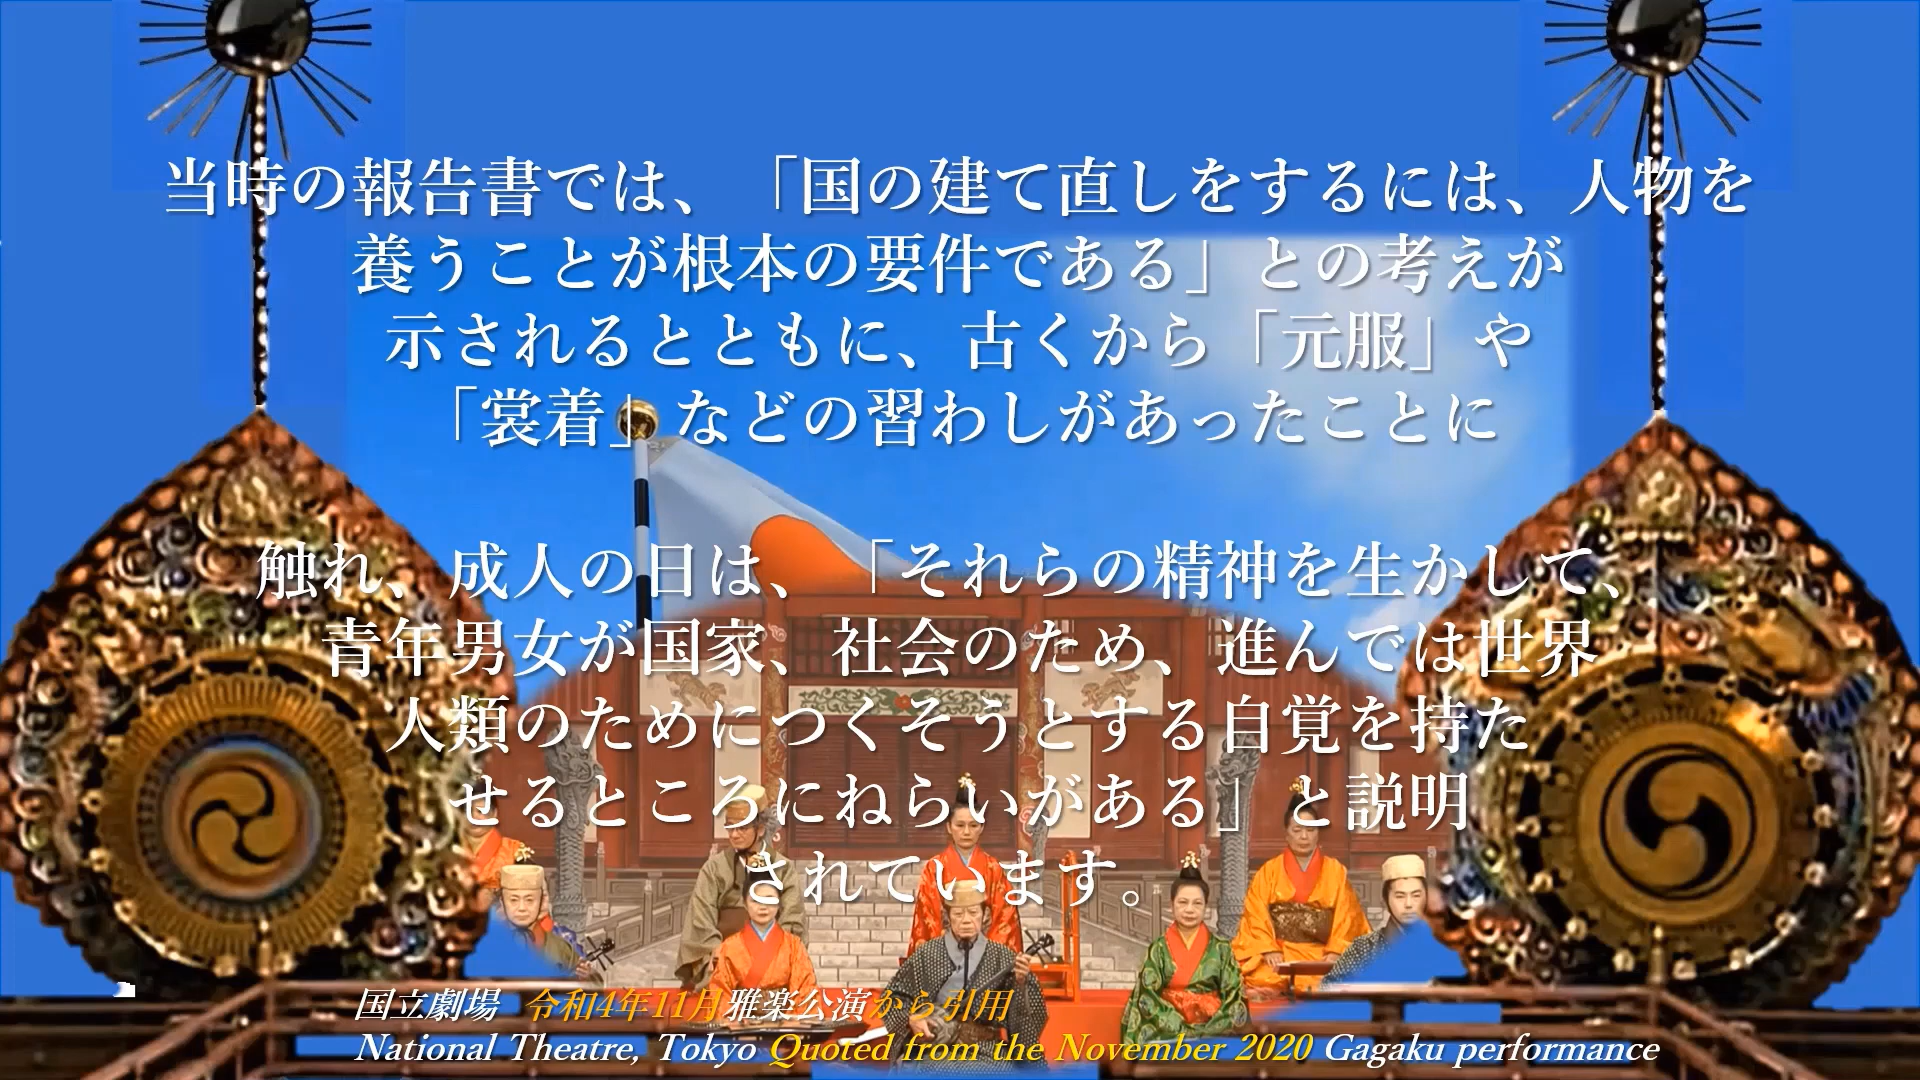 当時の報告書では、「国の建て直しをするには、人物を
養うことが根本の要件である」との考えが
示されるとともに、古くから「元服」や
「裳着」などの習わしがあったことに
触れ、成人の日は、「それらの精神を生かして、
青年男女が国家、社会のため、進んでは世界
人類のためにつくそうとする自覚を持た
せるところにねらいがある」と説明
されています。
国立劇場 令和4年11月雅楽公演から引用
National Theatre, Tokyo Quoted from the November 2020 Gagaku performance